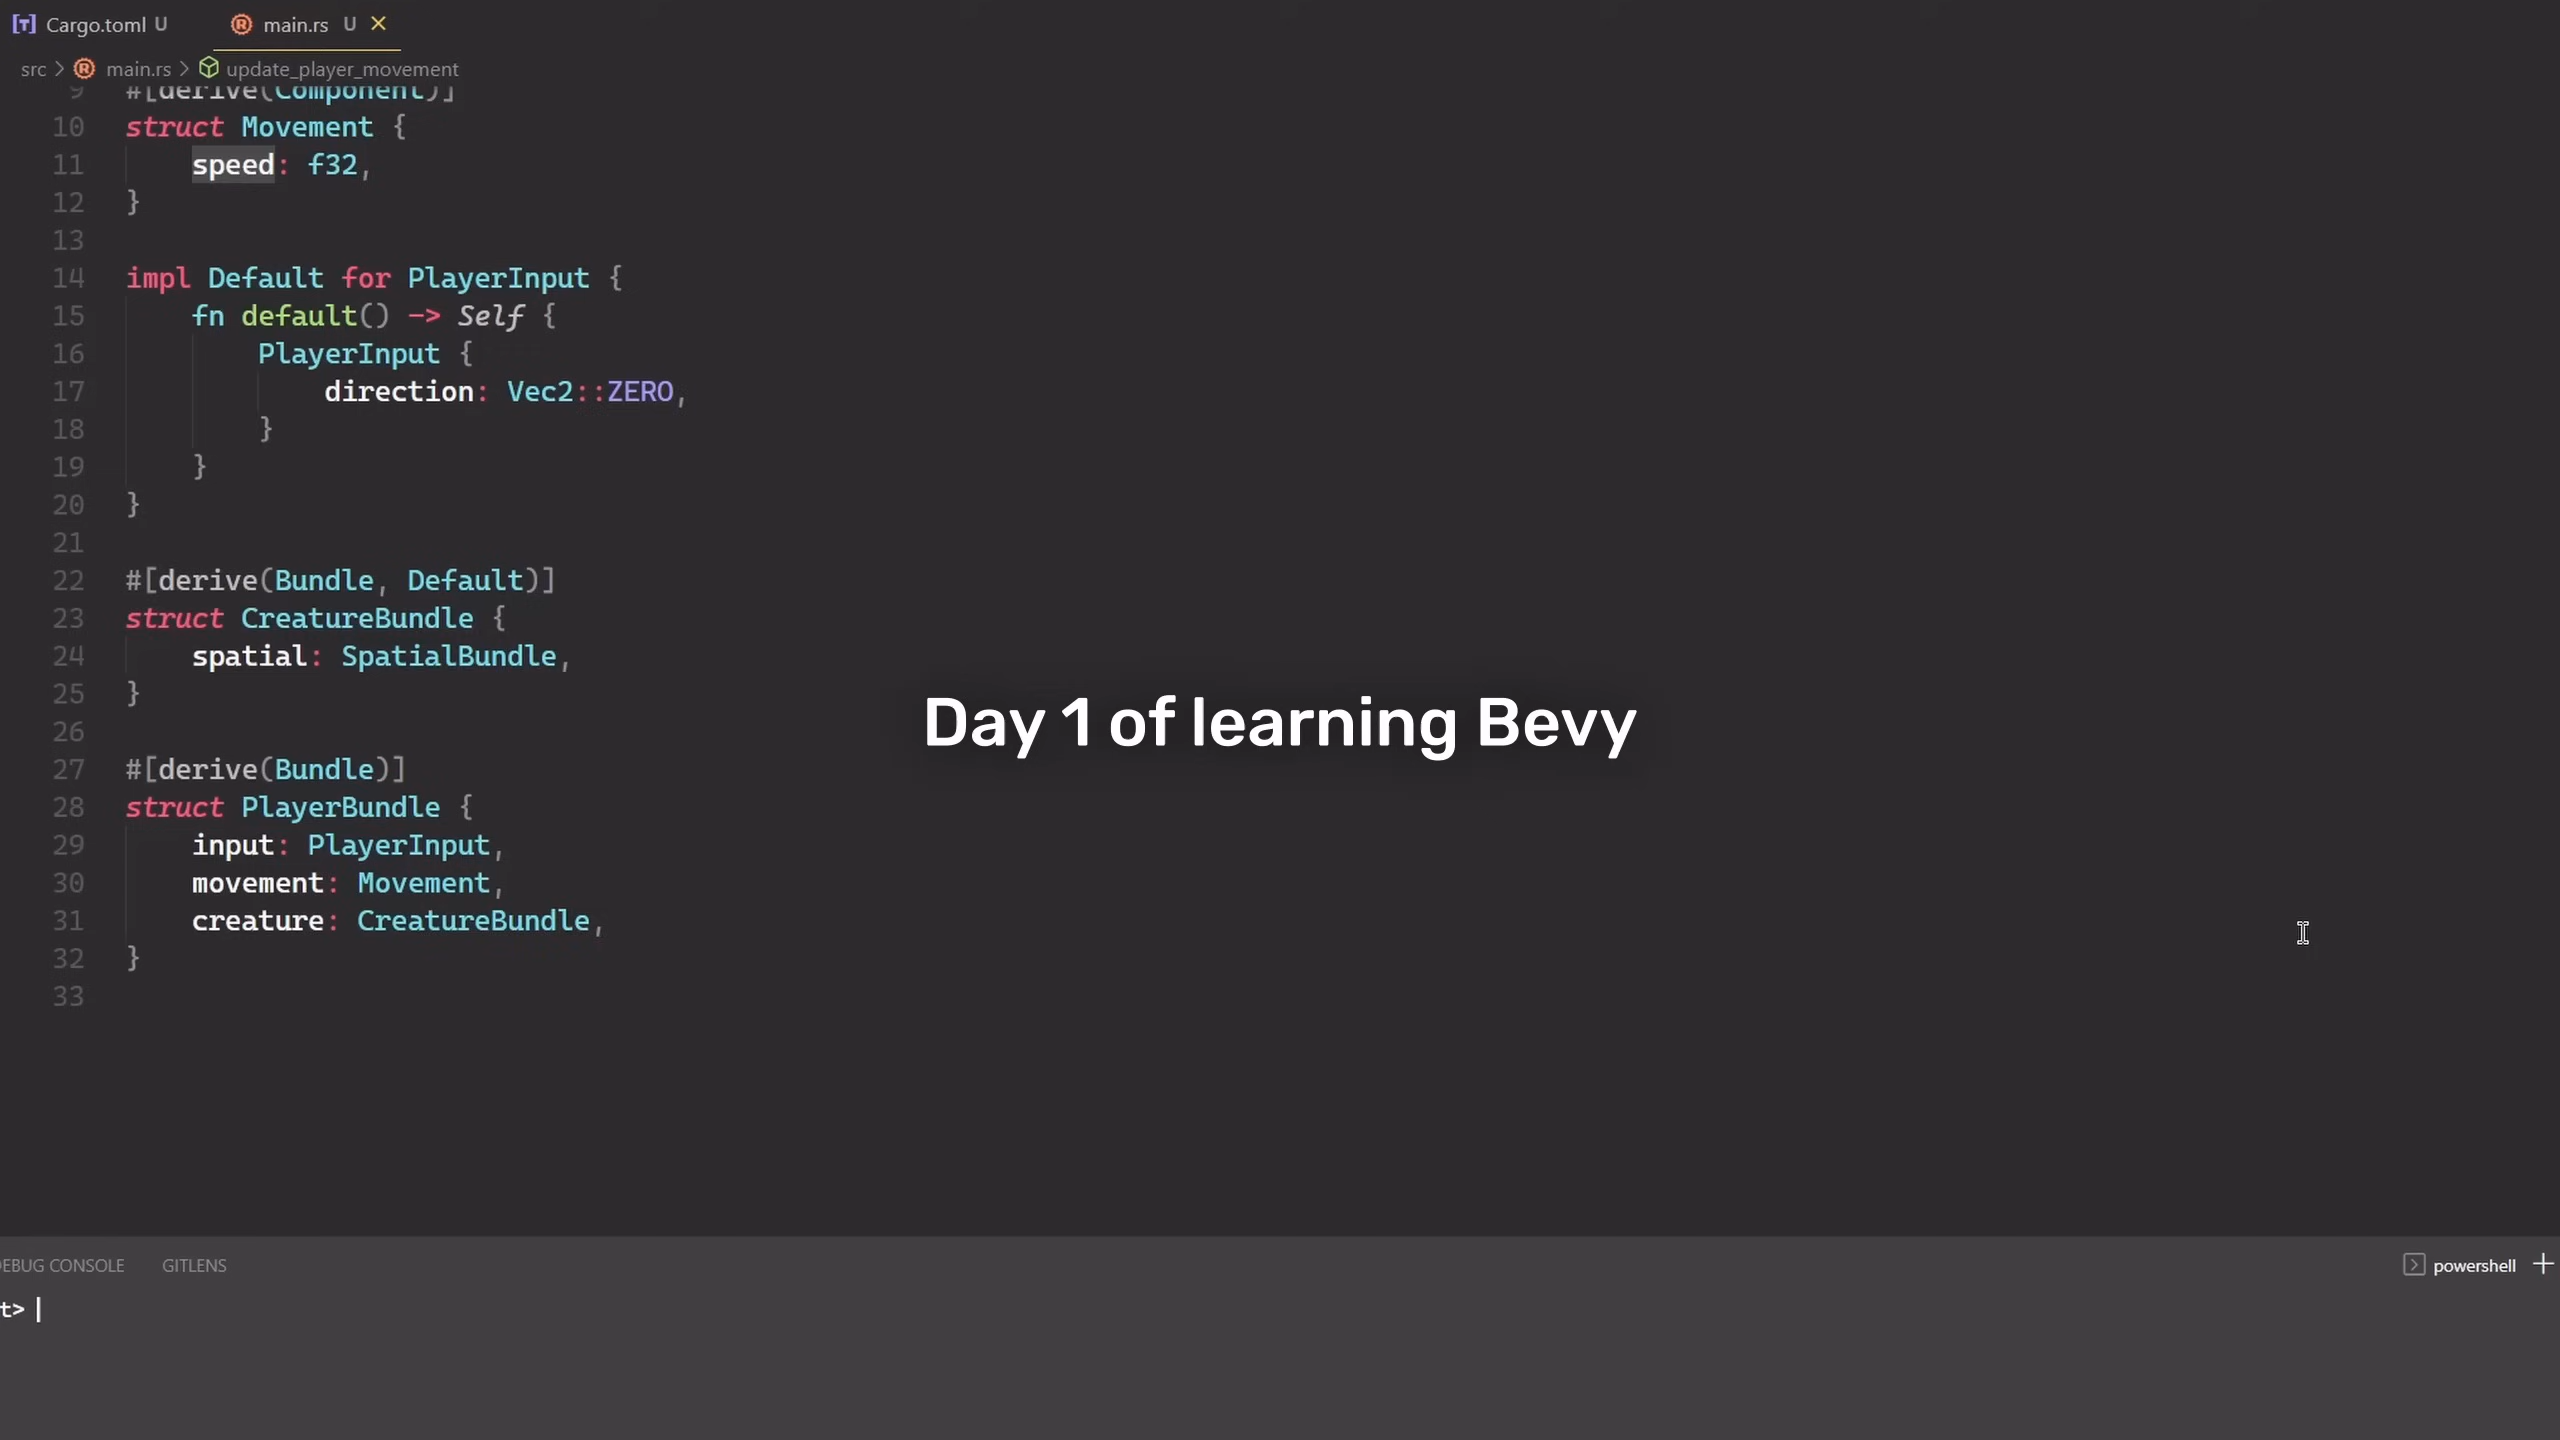 Cargo.toml U main.rs U
src > main.rs > update_player_movement
9 #[derive(Component)]
10 struct Movement {
11 speed: f32,
12 }
13
14 impl Default for PlayerInput {
15 fn default() -> Self {
16 PlayerInput {
17 direction: Vec2::ZERO,
18 }
19 }
20 }
21
22 #[derive(Bundle, Default)]
23 struct CreatureBundle {
24 spatial: SpatialBundle,
25 }
26
27 #[derive(Bundle)]
28 struct PlayerBundle {
29 input: PlayerInput,
30 movement: Movement,
31 creature: CreatureBundle,
32 }
33
Day 1 of learning Bevy
EBUG CONSOLE GITLENS powershell
t>